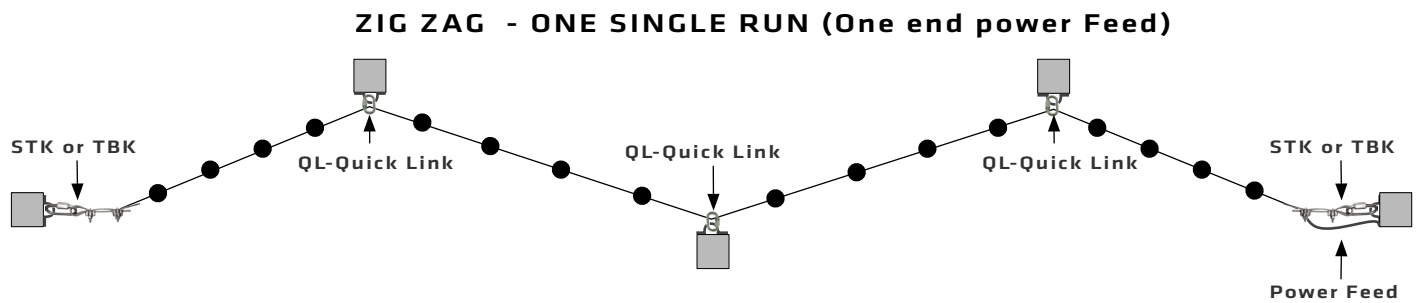 ZIG ZAG - ONE SINGLE RUN (One end power Feed)
STK or TBK
QL-Quick Link
QL-Quick Link
QL-Quick Link
STK or TBK
Power Feed